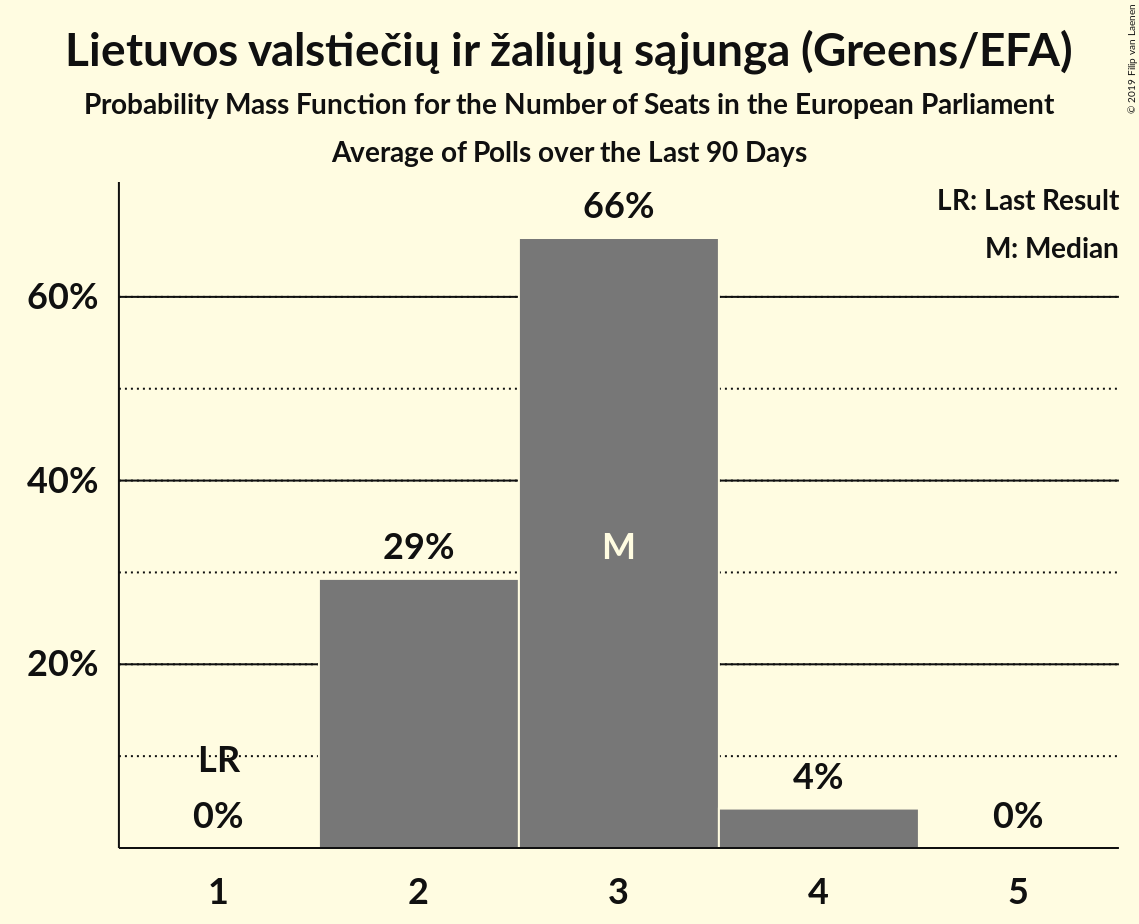 Lietuvos valstiečių ir žaliųjų sąjunga (Greens/EFA)
Probability Mass Function for the Number of Seats in the European Parliament
Average of Polls over the Last 90 Days
© 2019 Filip van Laenen
LR: Last Result
M: Median
66%
60%
40%
29%
M
20%
LR
0%
4%
0%
1 2 3 4 5